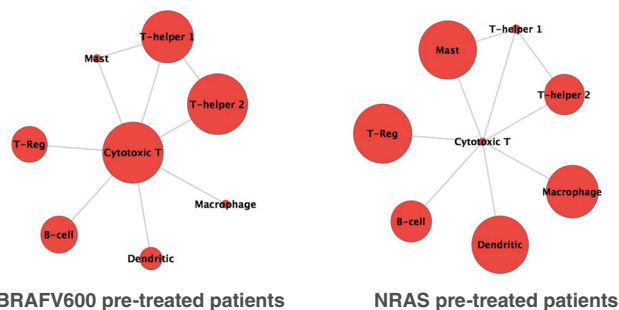 T-helper 1
Mast
T-helper 2
T-Reg
Cytotoxic T
Macrophage
B-cell
Dendritic
BRAFV600 pre-treated patients
T-helper 1
Mast
T-helper 2
T-Reg
Cytotoxic T
Macrophage
B-cell
Dendritic
NRAS pre-treated patients